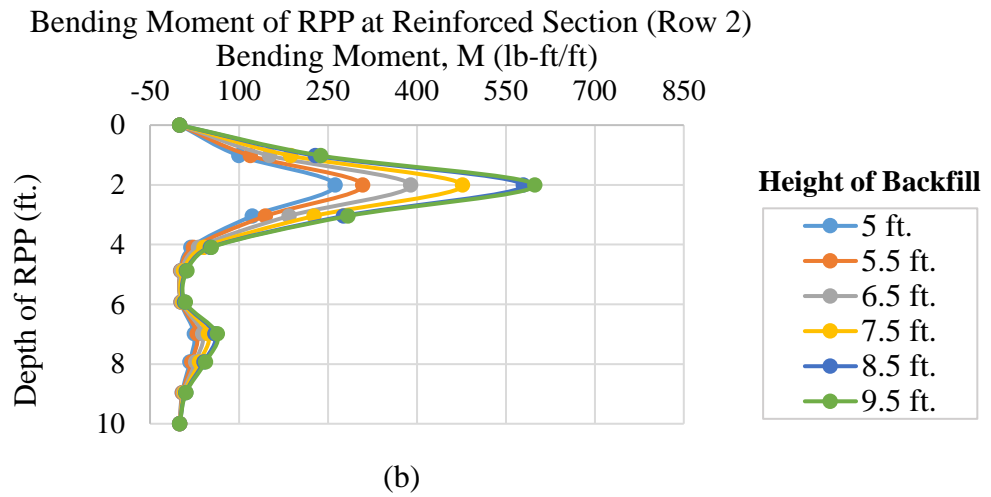 Bending Moment of RPP at Reinforced Section (Row 2)
Bending Moment, M (lb-ft/ft)
-50 100 250 400 550 700 850
0
2
4
6
8
10
Depth of RPP (ft.)
Height of Backfill
5 ft.
5.5 ft.
6.5 ft.
7.5 ft.
8.5 ft.
9.5 ft.
(b)